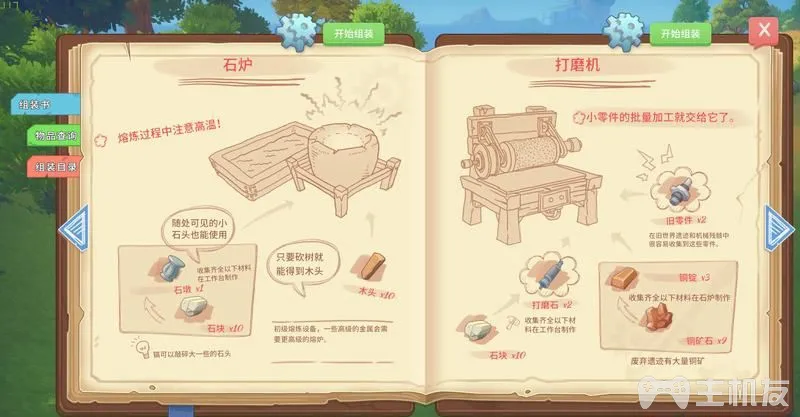 117
开始组装
开始组装
X
组装书
物品查询
组装目录
石炉
熔炼过程中注意高温!
随处可见的小
石头也能使用
收集齐全以下材料
在工作台制作
石墩 x1
石块 x10
只要砍树就
能得到木头
木头 x10
镐可以敲碎大一些的石头
初级熔炼设备,一些高级的金属会需
要更高级的熔炉。
打磨机
小零件的批量加工就交给它了。
旧零件 x2
在旧世界遗迹和机械残骸中
很容易收集到这些零件。
打磨石 x2
收集齐全以下材
料在工作台制作
石块 x10
铜锭 x3
收集齐全以下材料在石炉制作
铜矿石 x9
废弃遗迹有大量铜矿
主机友